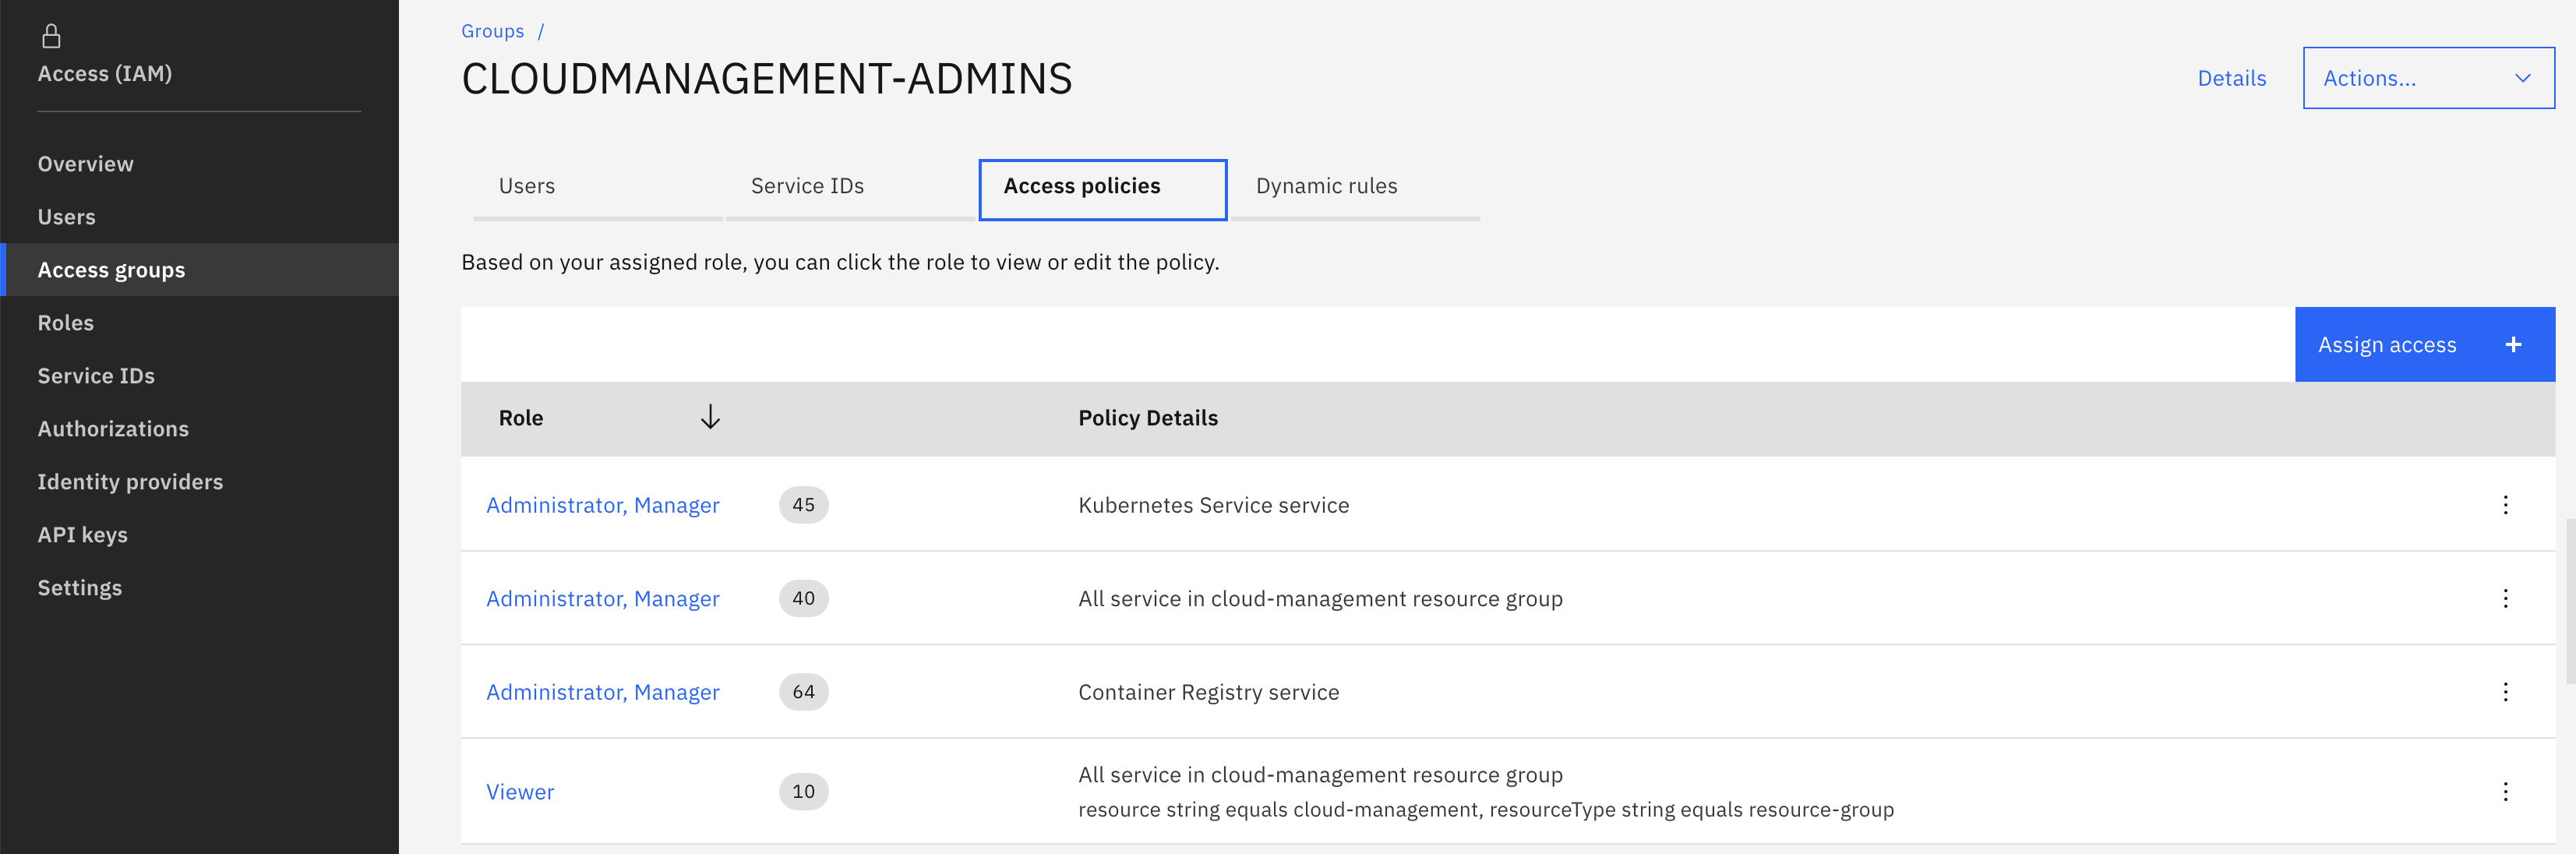 Access (IAM)
Overview
Users
Access groups
Roles
Service IDs
Authorizations
Identity providers
API keys
Settings
Groups /
CLOUDMANAGEMENT-ADMINS
Details
Actions...
Users
Service IDs
Access policies
Dynamic rules
Based on your assigned role, you can click the role to view or edit the policy.
Assign access +
Role
Policy Details
Administrator, Manager 45 Kubernetes Service service
Administrator, Manager 40 All service in cloud-management resource group
Administrator, Manager 64 Container Registry service
Viewer 10 All service in cloud-management resource group
resource string equals cloud-management, resourceType string equals resource-group